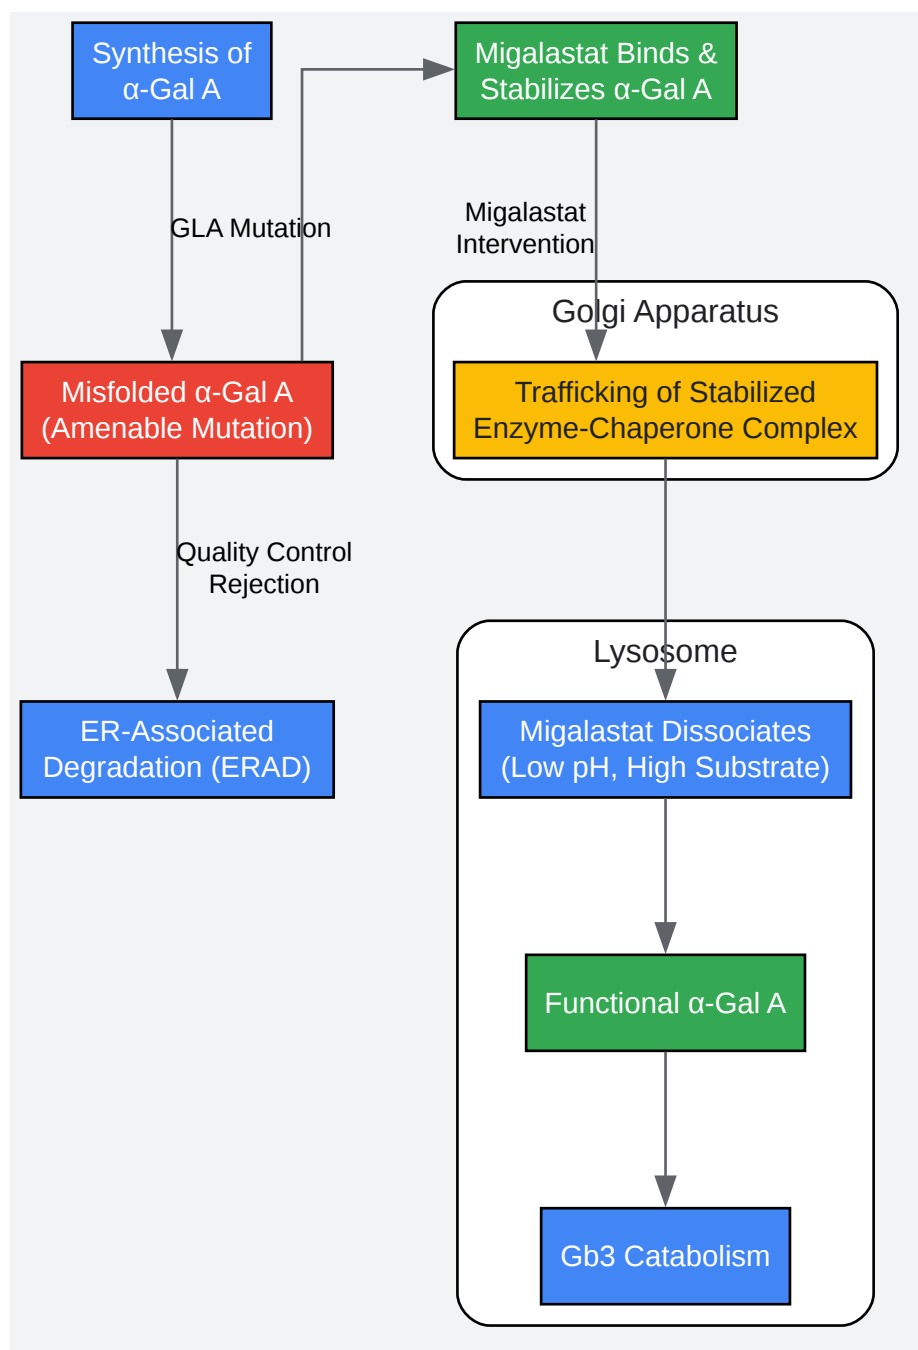 Synthesis of
α-Gal A
Migalastat Binds &
Stabilizes α-Gal A
GLA Mutation
Migalastat
Intervention
Golgi Apparatus
Misfolded α-Gal A
(Amenable Mutation)
Trafficking of Stabilized
Enzyme-Chaperone Complex
Quality Control
Rejection
Lysosome
ER-Associated
Degradation (ERAD)
Migalastat Dissociates
(Low pH, High Substrate)
Functional α-Gal A
Gb3 Catabolism